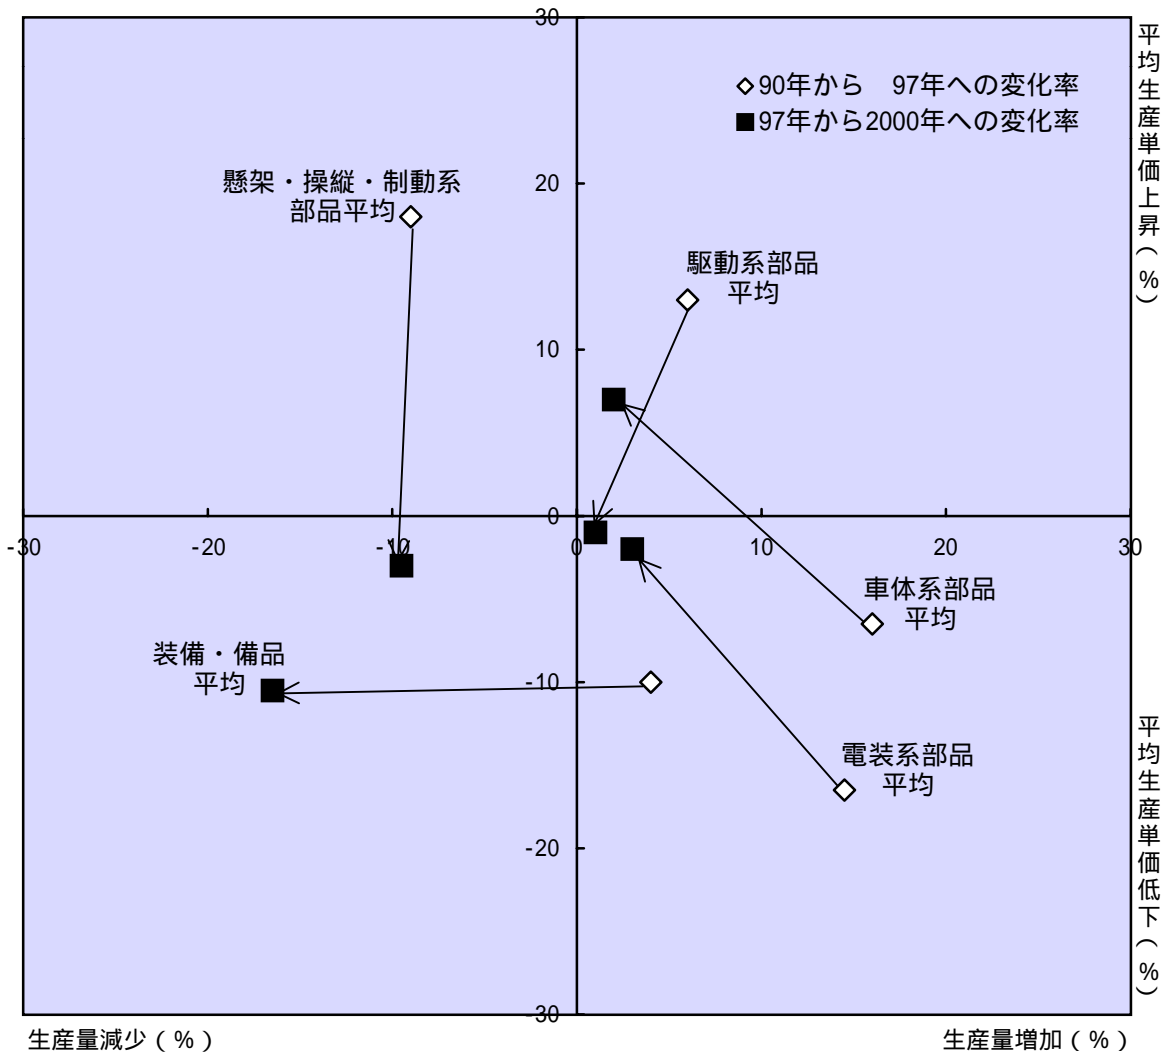 30
平均生産単価上昇(%)
90年から　97年への変化率
97年から2000年への変化率
懸架・操縦・制動系
部品平均
20
駆動系部品
平均
10
0
-30
-20
-10
0
10
20
30
車体系部品
平均
装備・備品
平均
-10
電装系部品
平均
平均生産単価低下(%)
-20
-30
生産量減少(%)
生産量増加(%)